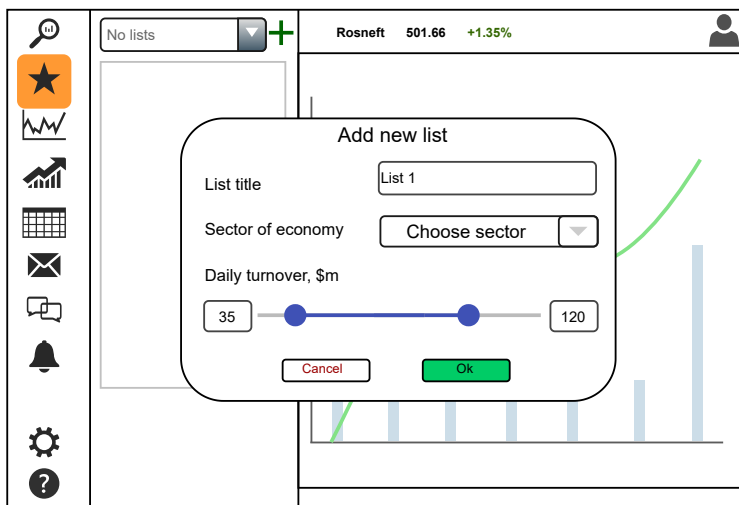 No lists
Rosneft 501.66 +1.35%
Add new list
List title
List 1
Sector of economy
Choose sector
Daily turnover, $m
35
120
Cancel
Ok
?